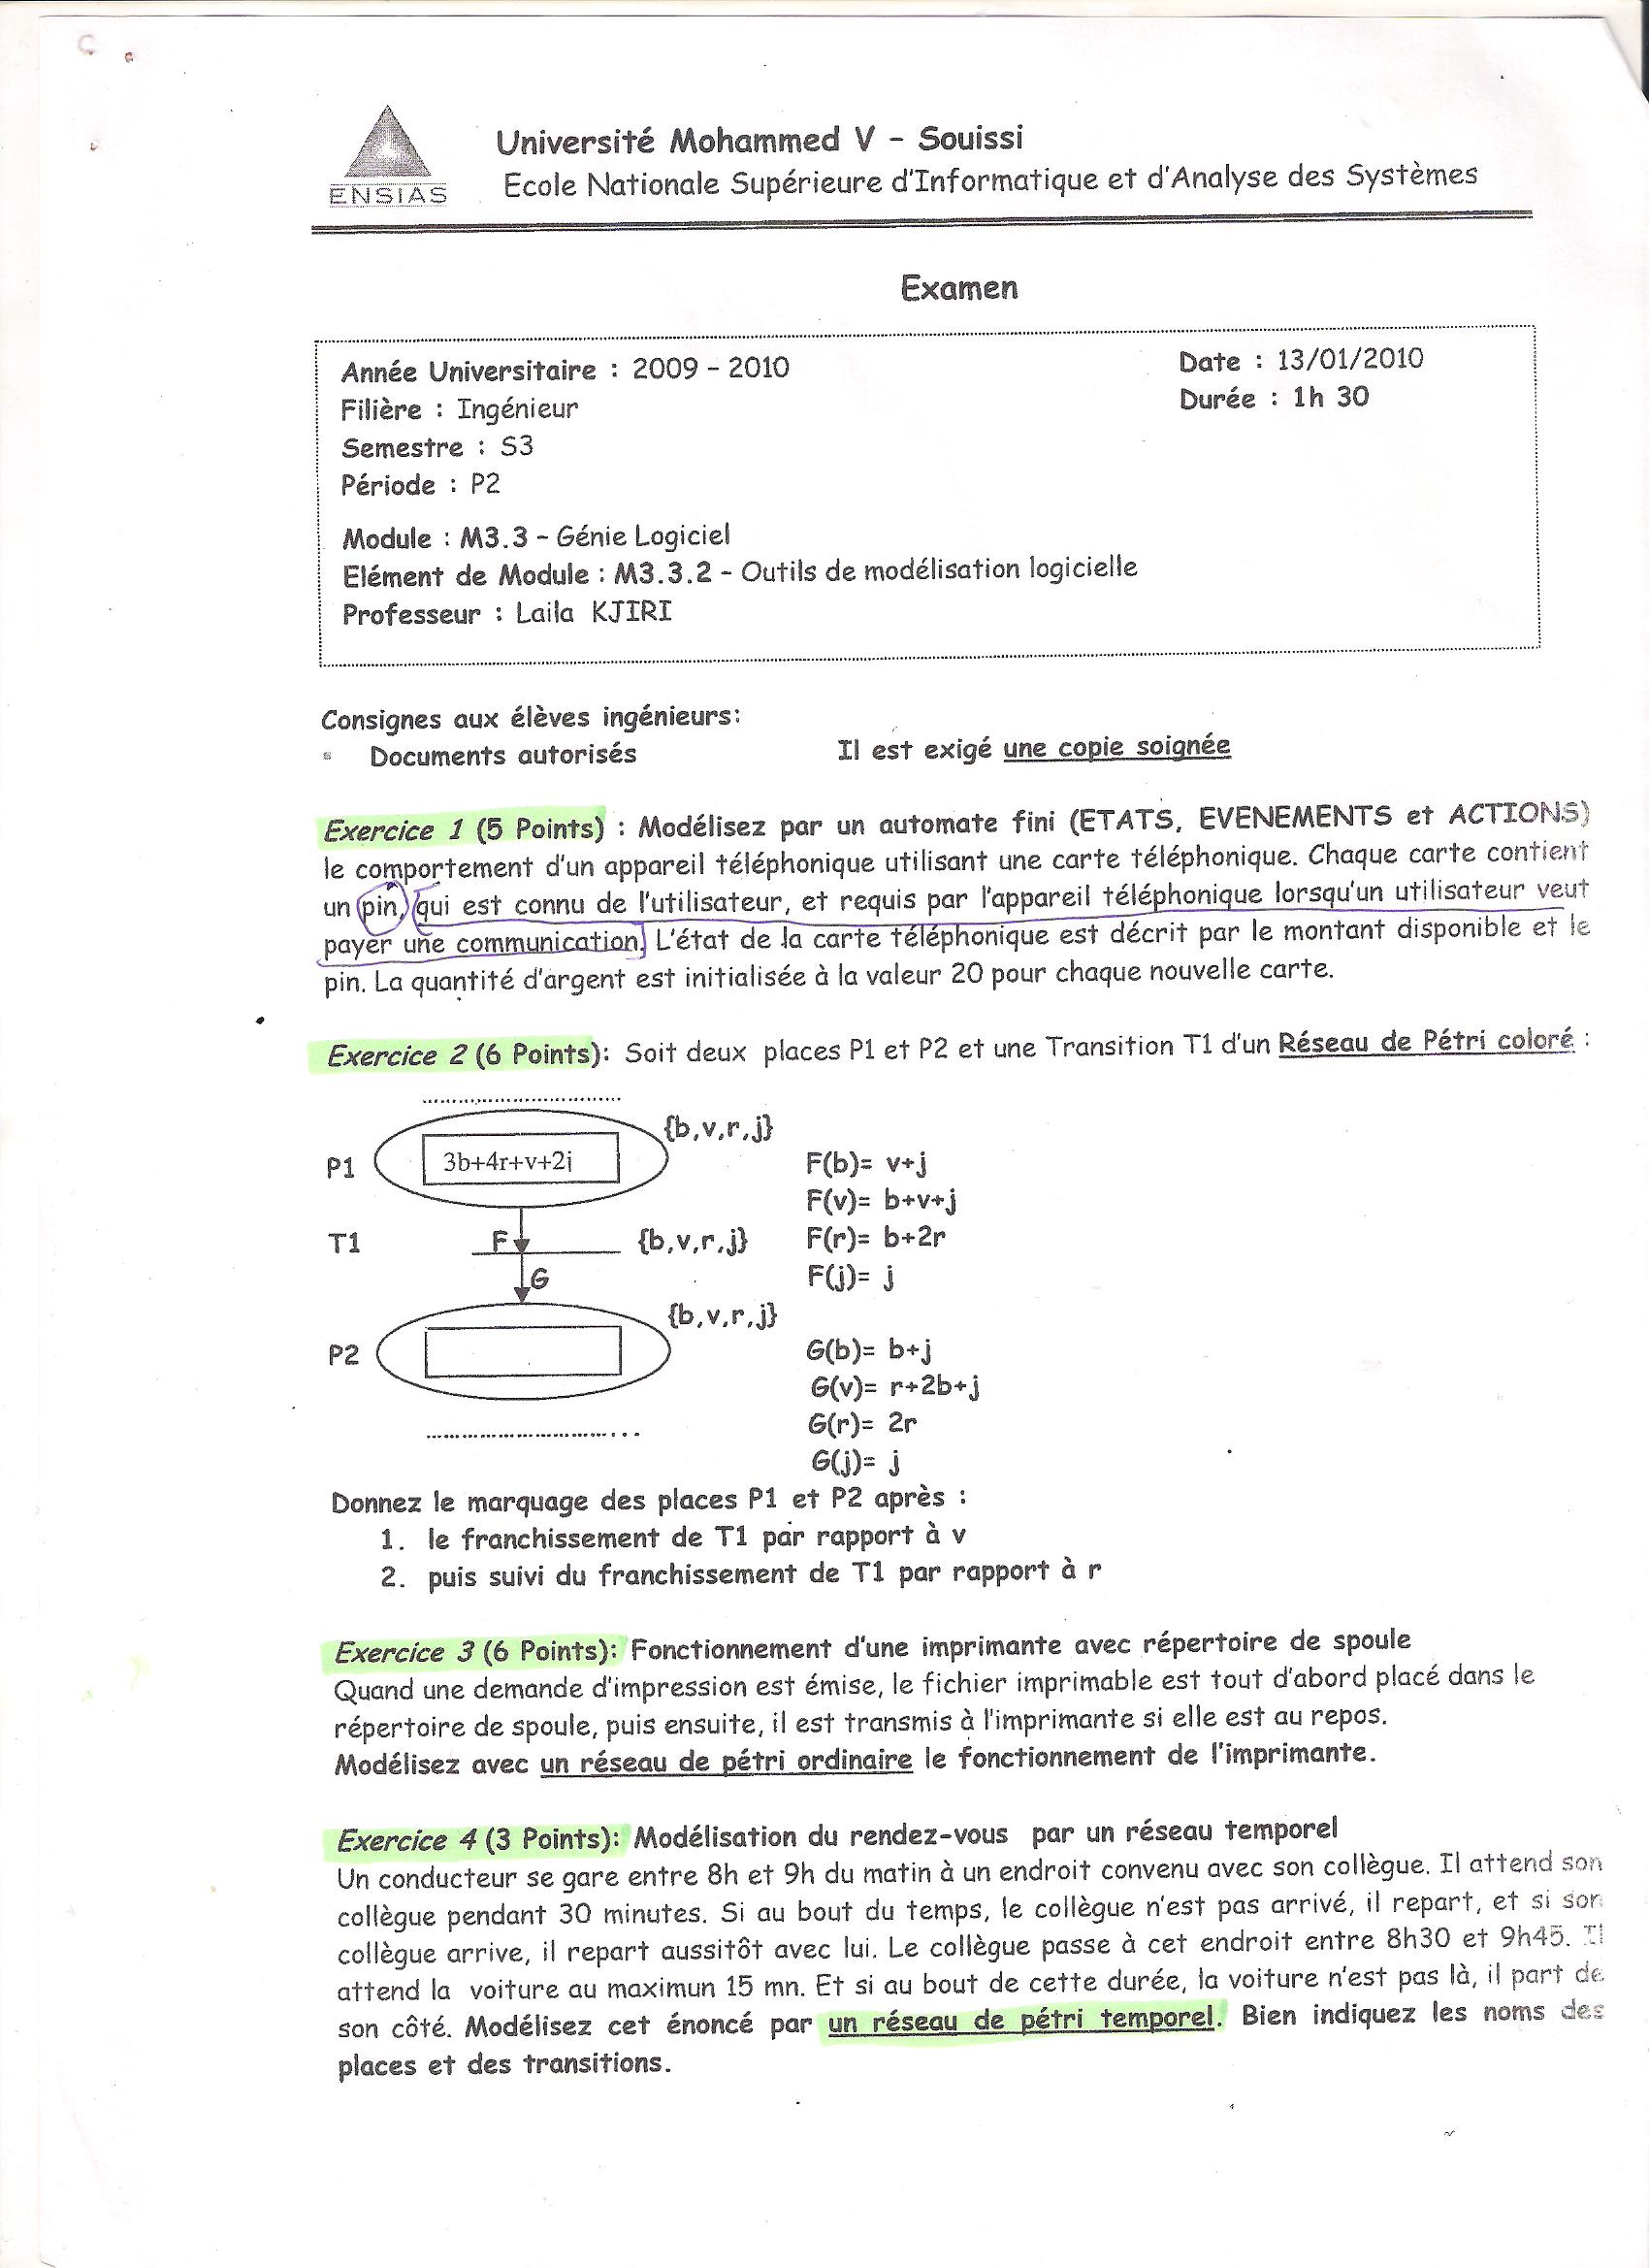 ENSIAS
Université Mohammed V - Souissi
Ecole Nationale Supérieure d'Informatique et d'Analyse des Systèmes
Examen
Année Universitaire : 2009 - 2010
Date : 13/01/2010
Filière : Ingénieur
Durée : 1h 30
Semestre : S3
Période : P2
Module : M3.3 - Génie Logiciel
Elément de Module : M3.3.2 - Outils de modélisation logicielle
Professeur : Laila KJIRI
Consignes aux élèves ingénieurs:
▪ Documents autorisés Il est exigé une copie soignée
Exercice 1 (5 Points) : Modélisez par un automate fini (ETATS, EVENEMENTS et ACTIONS)
le comportement d'un appareil téléphonique utilisant une carte téléphonique. Chaque carte contient
un pin, qui est connu de l'utilisateur, et requis par l'appareil téléphonique lorsqu'un utilisateur veut
payer une communication. L'état de la carte téléphonique est décrit par le montant disponible et le
pin. La quantité d'argent est initialisée à la valeur 20 pour chaque nouvelle carte.
Exercice 2 (6 Points): Soit deux places P1 et P2 et une Transition T1 d'un Réseau de Pétri coloré :
{b,v,r,j}
P1 3b+4r+v+2j
F(b)= v+j
F(v)= b+v+j
T1 F {b,v,r,j} F(r)= b+2r
G F(j)= j
{b,v,r,j}
P2 G(b)= b+j
G(v)= r+2b+j
G(r)= 2r
G(j)= j
Donnez le marquage des places P1 et P2 après :
1. le franchissement de T1 par rapport à v
2. puis suivi du franchissement de T1 par rapport à r
Exercice 3 (6 Points): Fonctionnement d'une imprimante avec répertoire de spoule
Quand une demande d'impression est émise, le fichier imprimable est tout d'abord placé dans le
répertoire de spoule, puis ensuite, il est transmis à l'imprimante si elle est au repos.
Modélisez avec un réseau de pétri ordinaire le fonctionnement de l'imprimante.
Exercice 4 (3 Points): Modélisation du rendez-vous par un réseau temporel
Un conducteur se gare entre 8h et 9h du matin à un endroit convenu avec son collègue. Il attend son
collègue pendant 30 minutes. Si au bout du temps, le collègue n'est pas arrivé, il repart, et si son
collègue arrive, il repart aussitôt avec lui. Le collègue passe à cet endroit entre 8h30 et 9h45. Il
attend la voiture au maximun 15 mn. Et si au bout de cette durée, la voiture n'est pas là, il part de
son côté. Modélisez cet énoncé par un réseau de pétri temporel. Bien indiquez les noms des
places et des transitions.